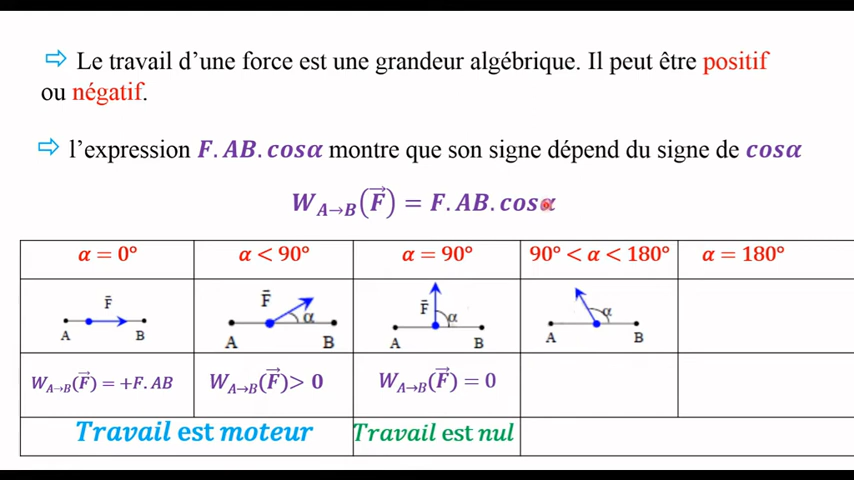 ⇨ Le travail d'une force est une grandeur algébrique. Il peut être positif
ou négatif.
⇨ l'expression F.AB.cosα montre que son signe dépend du signe de cosα
W_{A→B}(F⃗) = F.AB.cosα
α = 0° α < 90° α = 90° 90° < α < 180° α = 180°
F̄ A B
F̄ α A B
F̄ α A B
α A B
W_{A→B}(F⃗) = +F.AB W_{A→B}(F⃗) > 0 W_{A→B}(F⃗) = 0
Travail est moteur Travail est nul